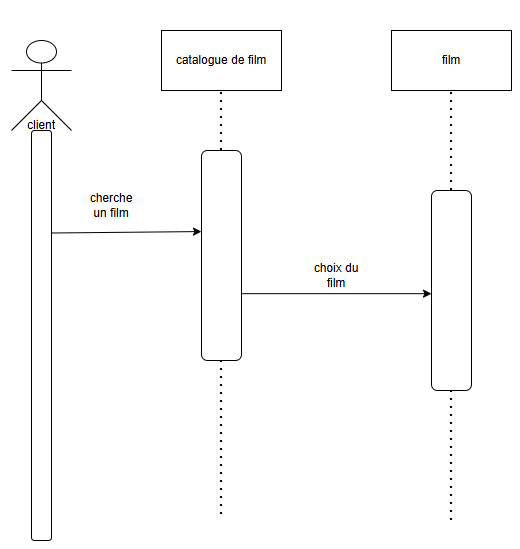 catalogue de film
film
client
cherche
un film
choix du
film